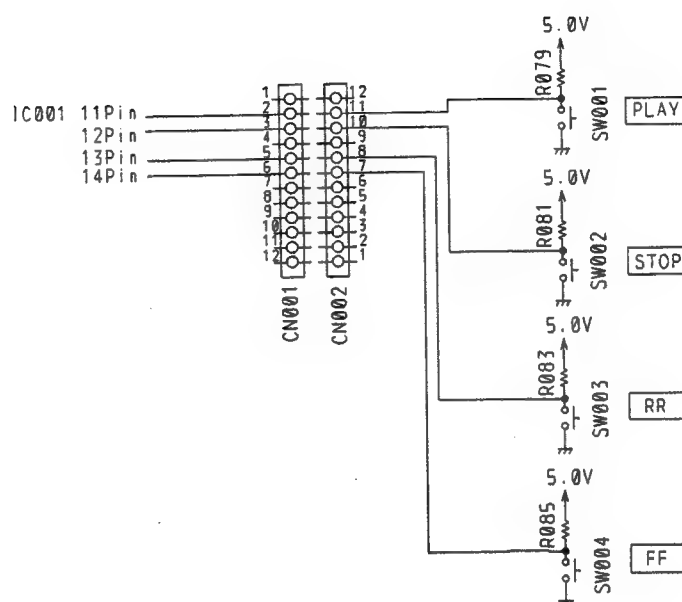 5.0V
R079
SW001
PLAY
IC001 11Pin
12Pin
13Pin
14Pin
1
2
3
4
5
6
7
8
9
10
11
12
12
11
10
9
8
7
6
5
4
3
2
1
CN001
CN002
5.0V
R081
SW002
STOP
5.0V
R083
SW003
RR
5.0V
R085
SW004
FF